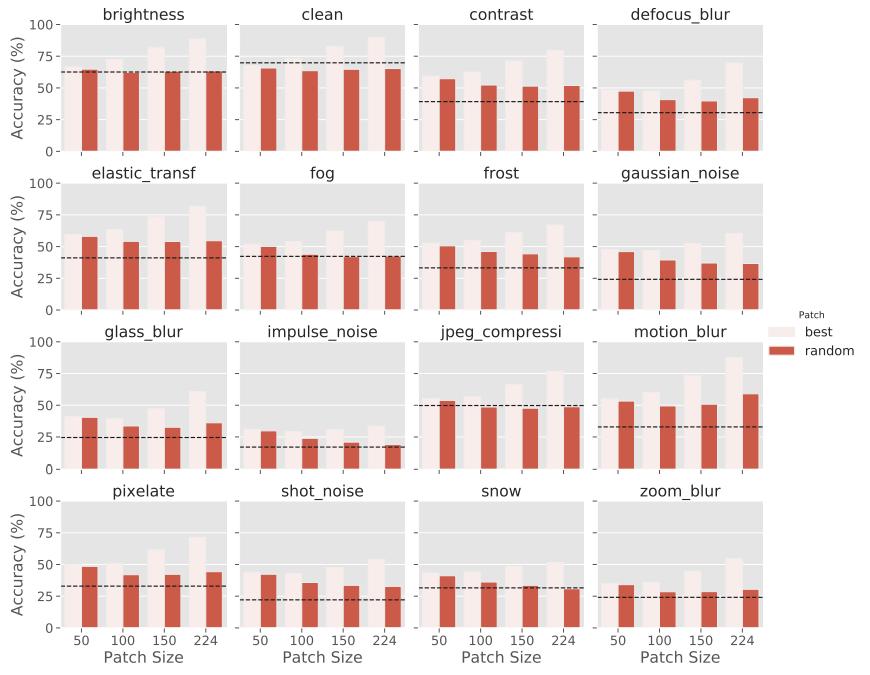 brightness clean contrast defocus_blur
100
75
50
25
0
Accuracy (%)
elastic_transf fog frost gaussian_noise
100
75
50
25
0
Accuracy (%)
Patch
best
random
glass_blur impulse_noise jpeg_compressi motion_blur
100
75
50
25
0
Accuracy (%)
pixelate shot_noise snow zoom_blur
100
75
50
25
0
Accuracy (%)
50 100 150 224 50 100 150 224 50 100 150 224 50 100 150 224
Patch Size Patch Size Patch Size Patch Size